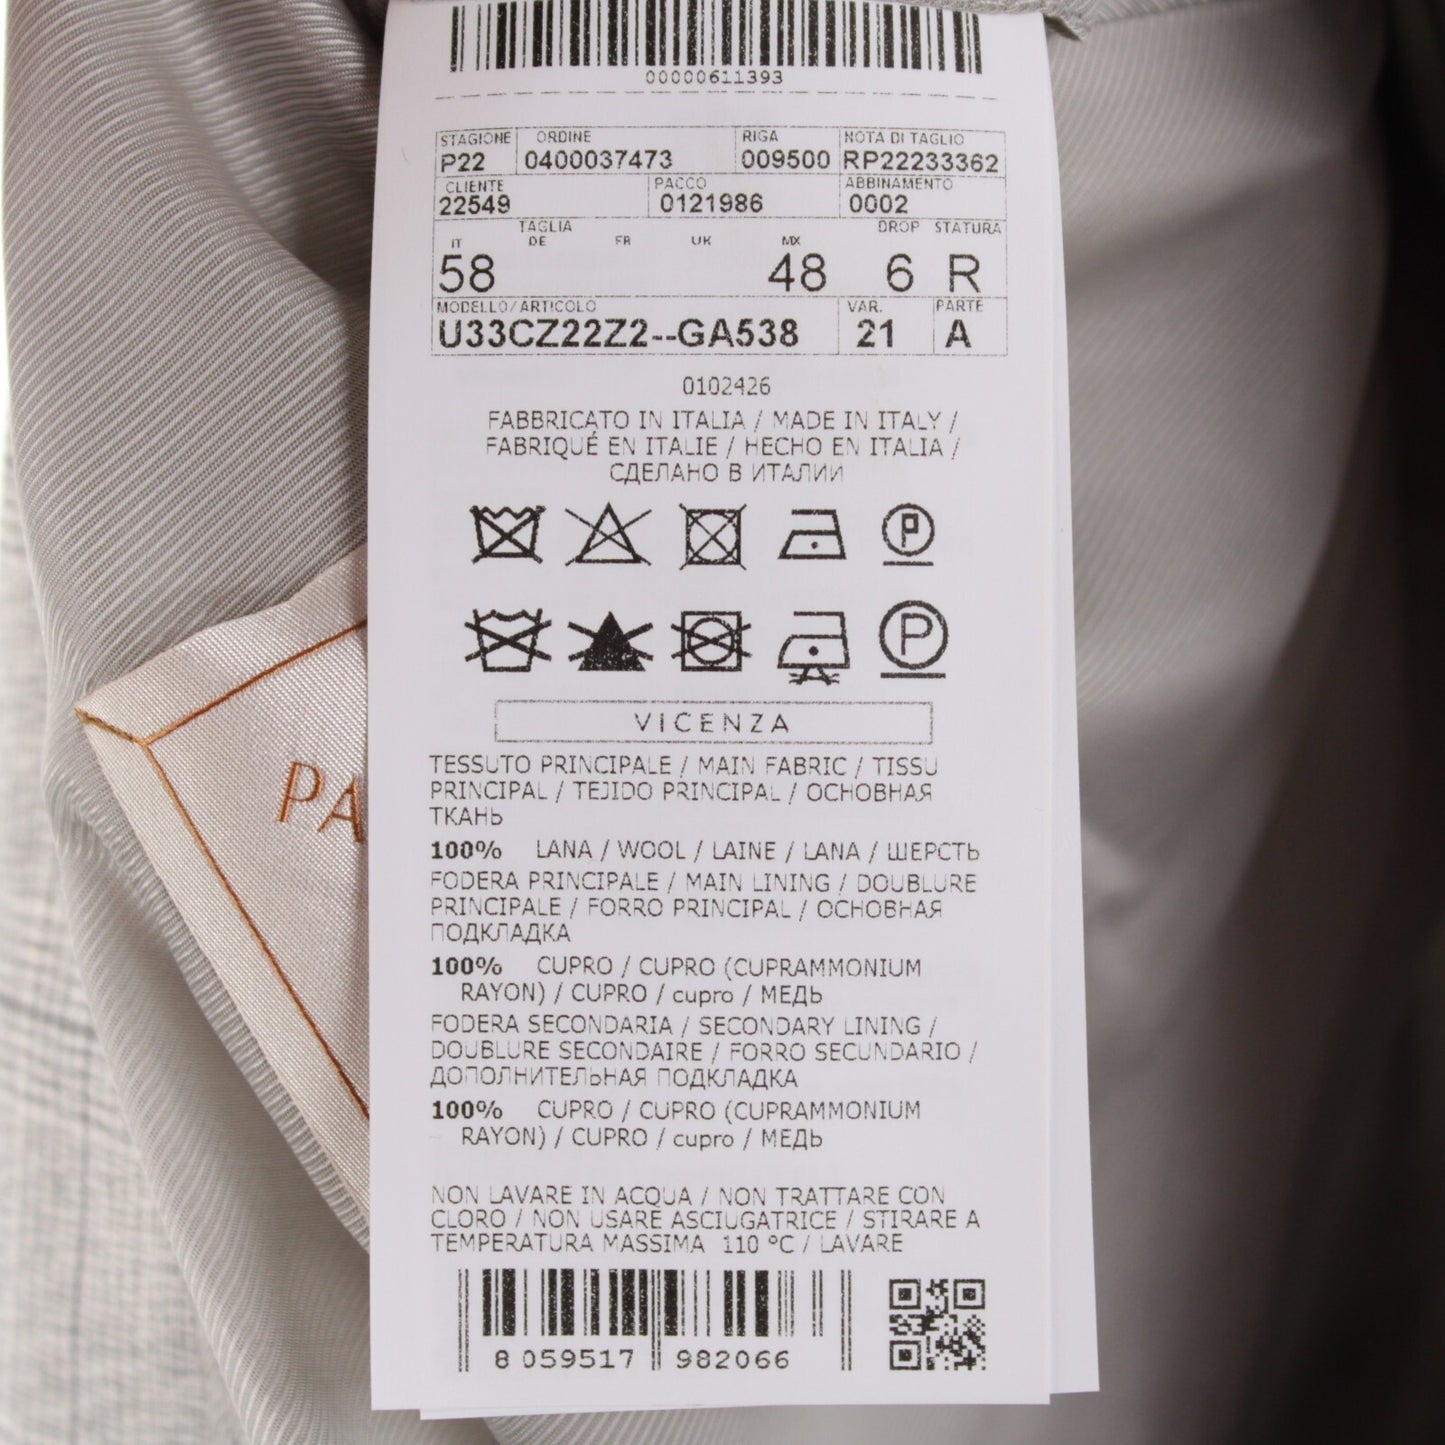 00000611393
STAGIONE ORDINE RIGA NOTA DI TAGLIO
P22 0400037473 009500 RP22233362
CLIENTE PACCO ABBINAMENTO
22549 0121986 0002
TAGLIA DROP STATURA
IT DE FR UK MX
58 48 6 R
MODELLO/ARTICOLO VAR. PARTE
U33CZ22Z2--GA538 21 A
0102426
FABBRICATO IN ITALIA / MADE IN ITALY /
FABRIQUÉ EN ITALIE / HECHO EN ITALIA /
СДЕЛАНО В ИТАЛИИ
P
P
VICENZA
TESSUTO PRINCIPALE / MAIN FABRIC / TISSU
PRINCIPAL / TEJIDO PRINCIPAL / ОСНОВНАЯ
ТКАНЬ
100% LANA / WOOL / LAINE / LANA / ШЕРСТЬ
FODERA PRINCIPALE / MAIN LINING / DOUBLURE
PRINCIPALE / FORRO PRINCIPAL / ОСНОВНАЯ
ПОДКЛАДКА
100% CUPRO / CUPRO (CUPRAMMONIUM
RAYON) / CUPRO / cupro / МЕДЬ
FODERA SECONDARIA / SECONDARY LINING /
DOUBLURE SECONDAIRE / FORRO SECUNDARIO /
ДОПОЛНИТЕЛЬНАЯ ПОДКЛАДКА
100% CUPRO / CUPRO (CUPRAMMONIUM
RAYON) / CUPRO / cupro / МЕДЬ
NON LAVARE IN ACQUA / NON TRATTARE CON
CLORO / NON USARE ASCIUGATRICE / STIRARE A
TEMPERATURA MASSIMA 110 °C / LAVARE
8 059517 982066
PA